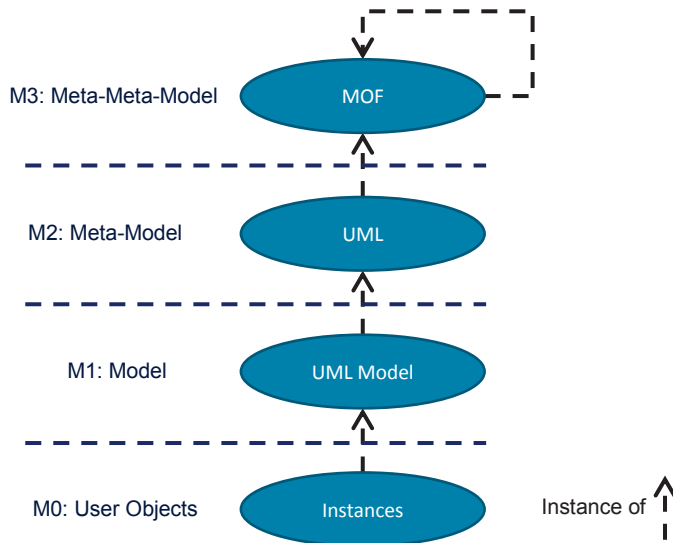 M3: Meta-Meta-Model
MOF
M2: Meta-Model
UML
M1: Model
UML Model
M0: User Objects
Instances
Instance of